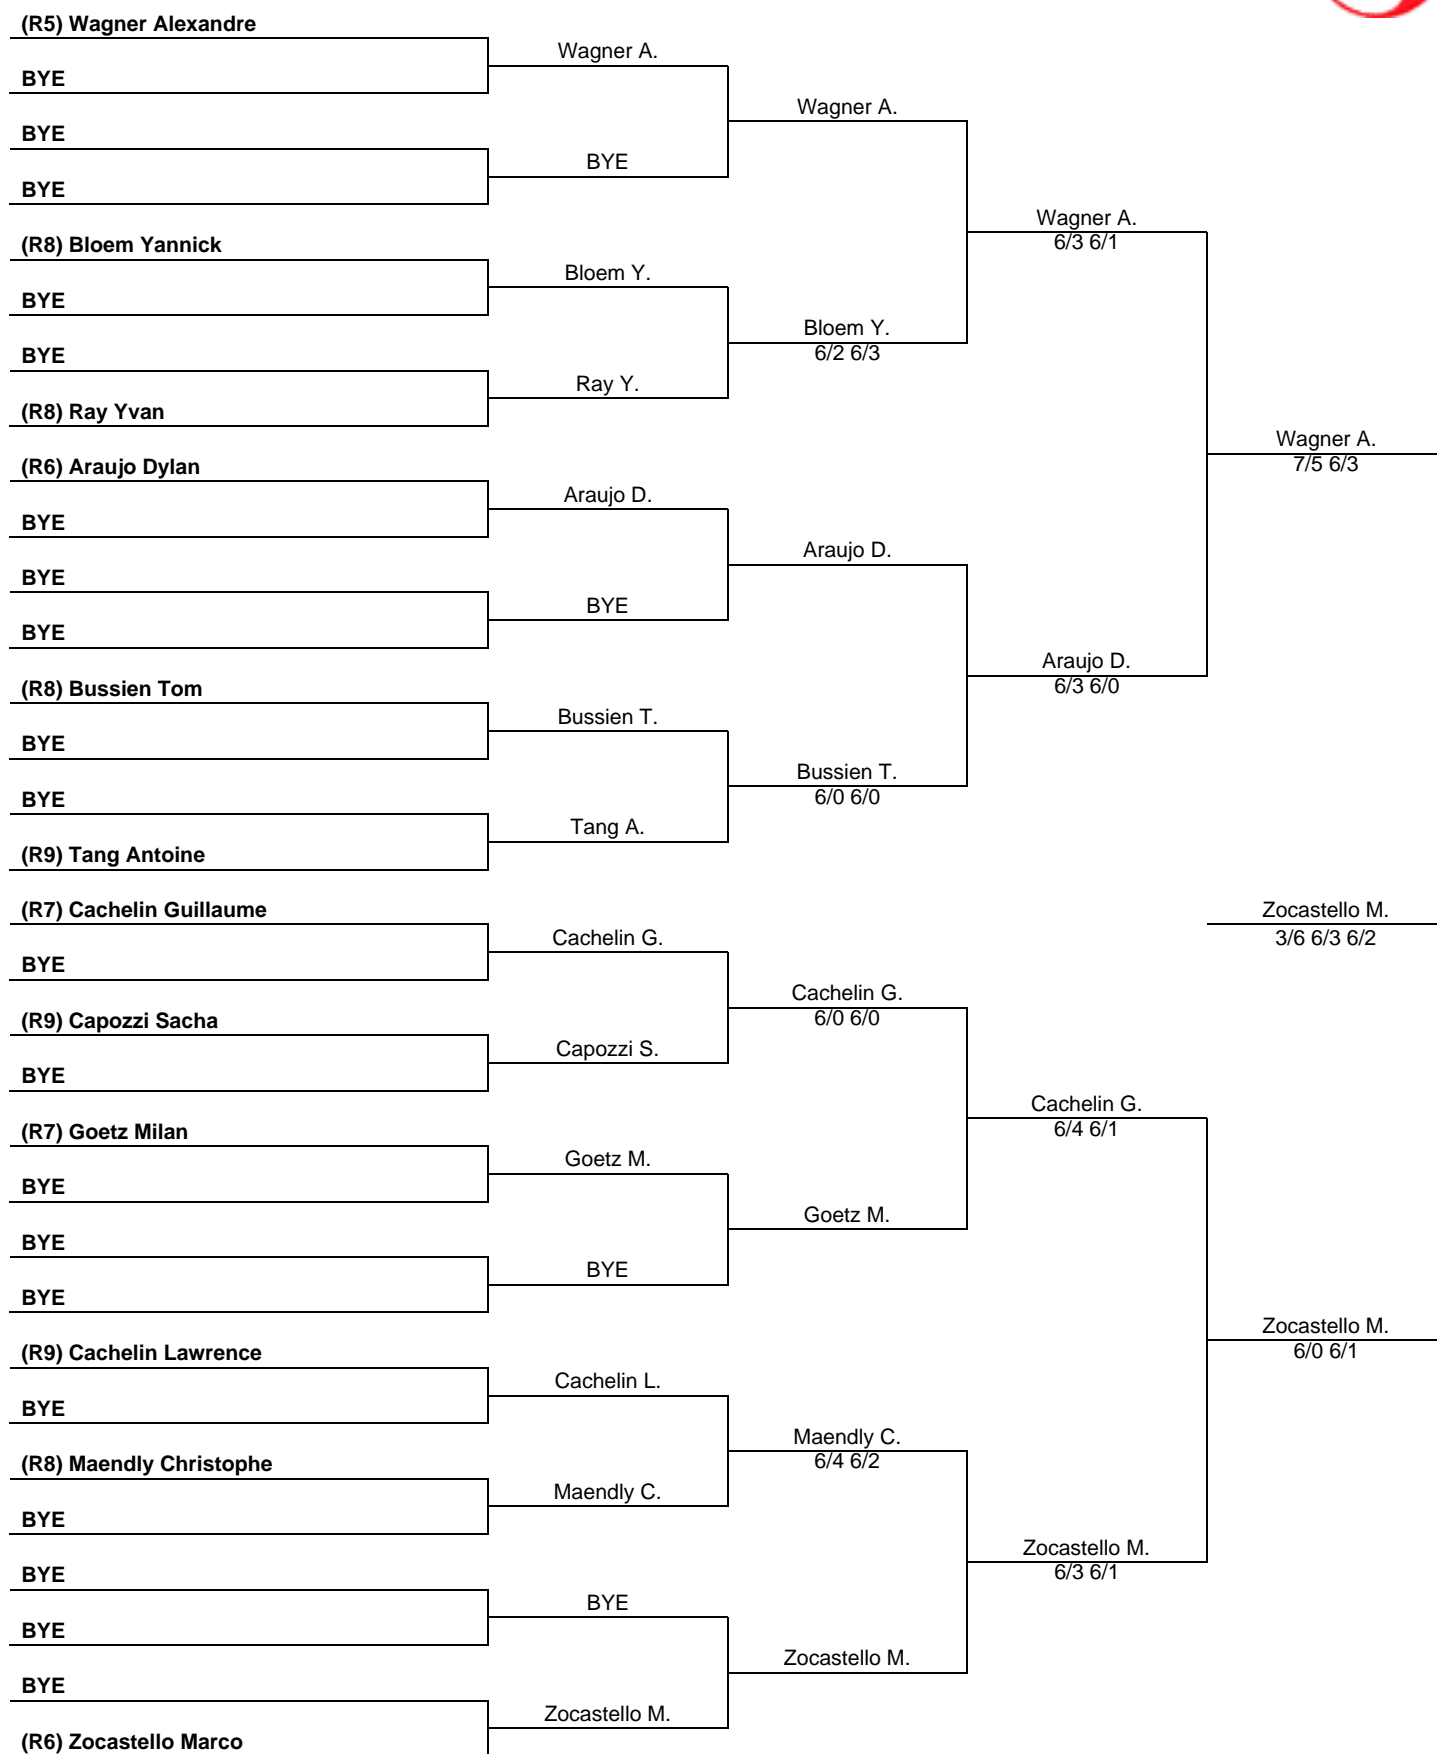 (R5) Wagner Alexandre
BYE
BYE
BYE
(R8) Bloem Yannick
BYE
BYE
(R8) Ray Yvan
(R6) Araujo Dylan
BYE
BYE
BYE
(R8) Bussien Tom
BYE
BYE
(R9) Tang Antoine
(R7) Cachelin Guillaume
BYE
(R9) Capozzi Sacha
BYE
(R7) Goetz Milan
BYE
BYE
BYE
(R9) Cachelin Lawrence
BYE
(R8) Maendly Christophe
BYE
BYE
BYE
BYE
(R6) Zocastello Marco
Wagner A.
BYE
Bloem Y.
Ray Y.
Araujo D.
BYE
Bussien T.
Tang A.
Cachelin G.
Capozzi S.
Goetz M.
BYE
Cachelin L.
Maendly C.
BYE
Zocastello M.
Wagner A.
Bloem Y.
6/2 6/3
Araujo D.
Bussien T.
6/0 6/0
Cachelin G.
6/0 6/0
Goetz M.
Maendly C.
6/4 6/2
Zocastello M.
Wagner A.
6/3 6/1
Araujo D.
6/3 6/0
Cachelin G.
6/4 6/1
Zocastello M.
6/3 6/1
Wagner A.
7/5 6/3
Zocastello M.
3/6 6/3 6/2
Zocastello M.
6/0 6/1